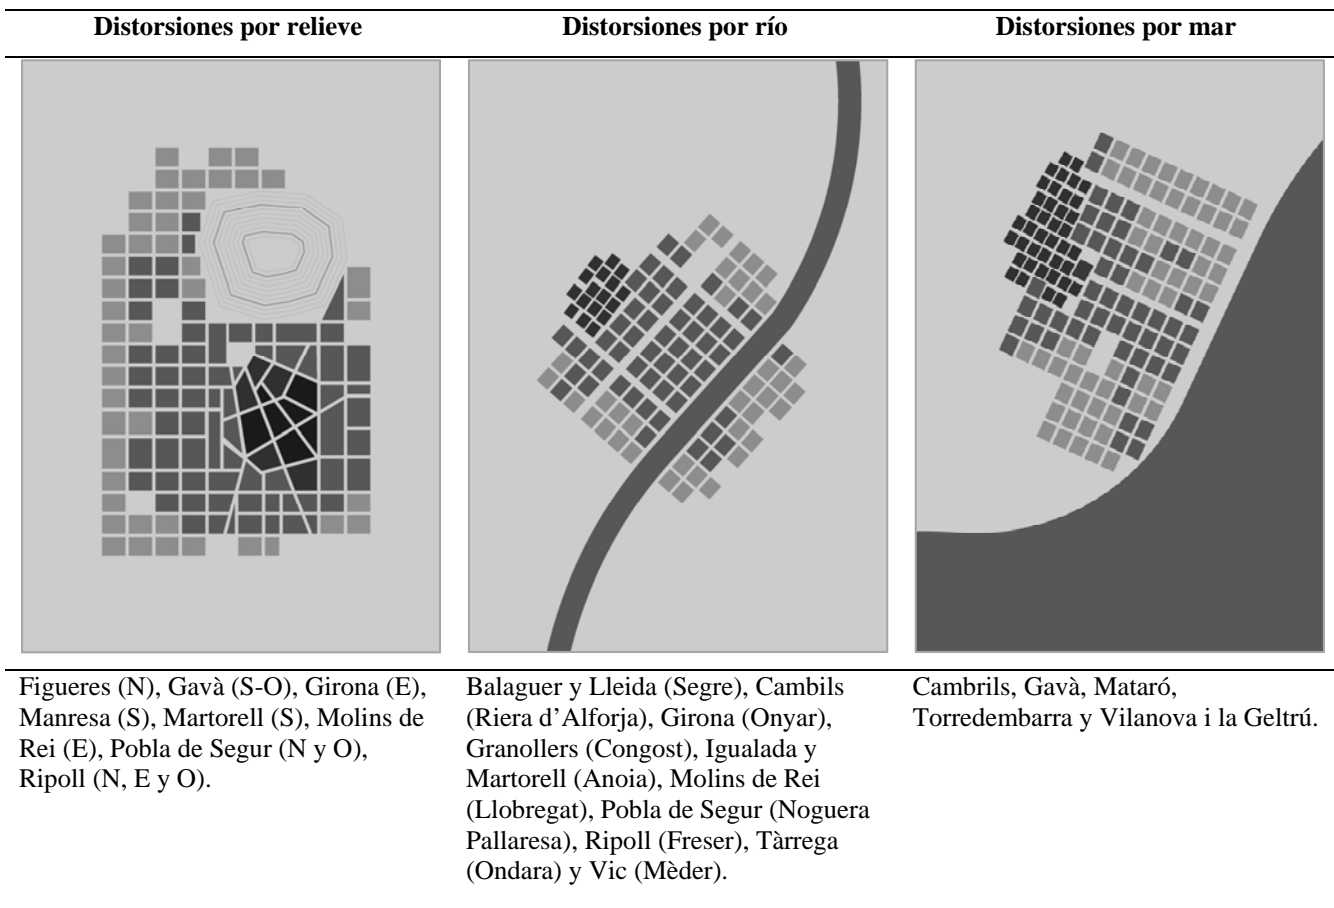 Distorsiones por relieve
Distorsiones por río
Distorsiones por mar
Figueres (N), Gavà (S-O), Girona (E),
Manresa (S), Martorell (S), Molins de
Rei (E), Pobla de Segur (N y O),
Ripoll (N, E y O).
Balaguer y Lleida (Segre), Cambils
(Riera d’Alforja), Girona (Onyar),
Granollers (Congost), Igualada y
Martorell (Anoia), Molins de Rei
(Llobregat), Pobla de Segur (Noguera
Pallaresa), Ripoll (Freser), Tàrrega
(Ondara) y Vic (Mèder).
Cambrils, Gavà, Mataró,
Torredembarra y Vilanova i la Geltrú.